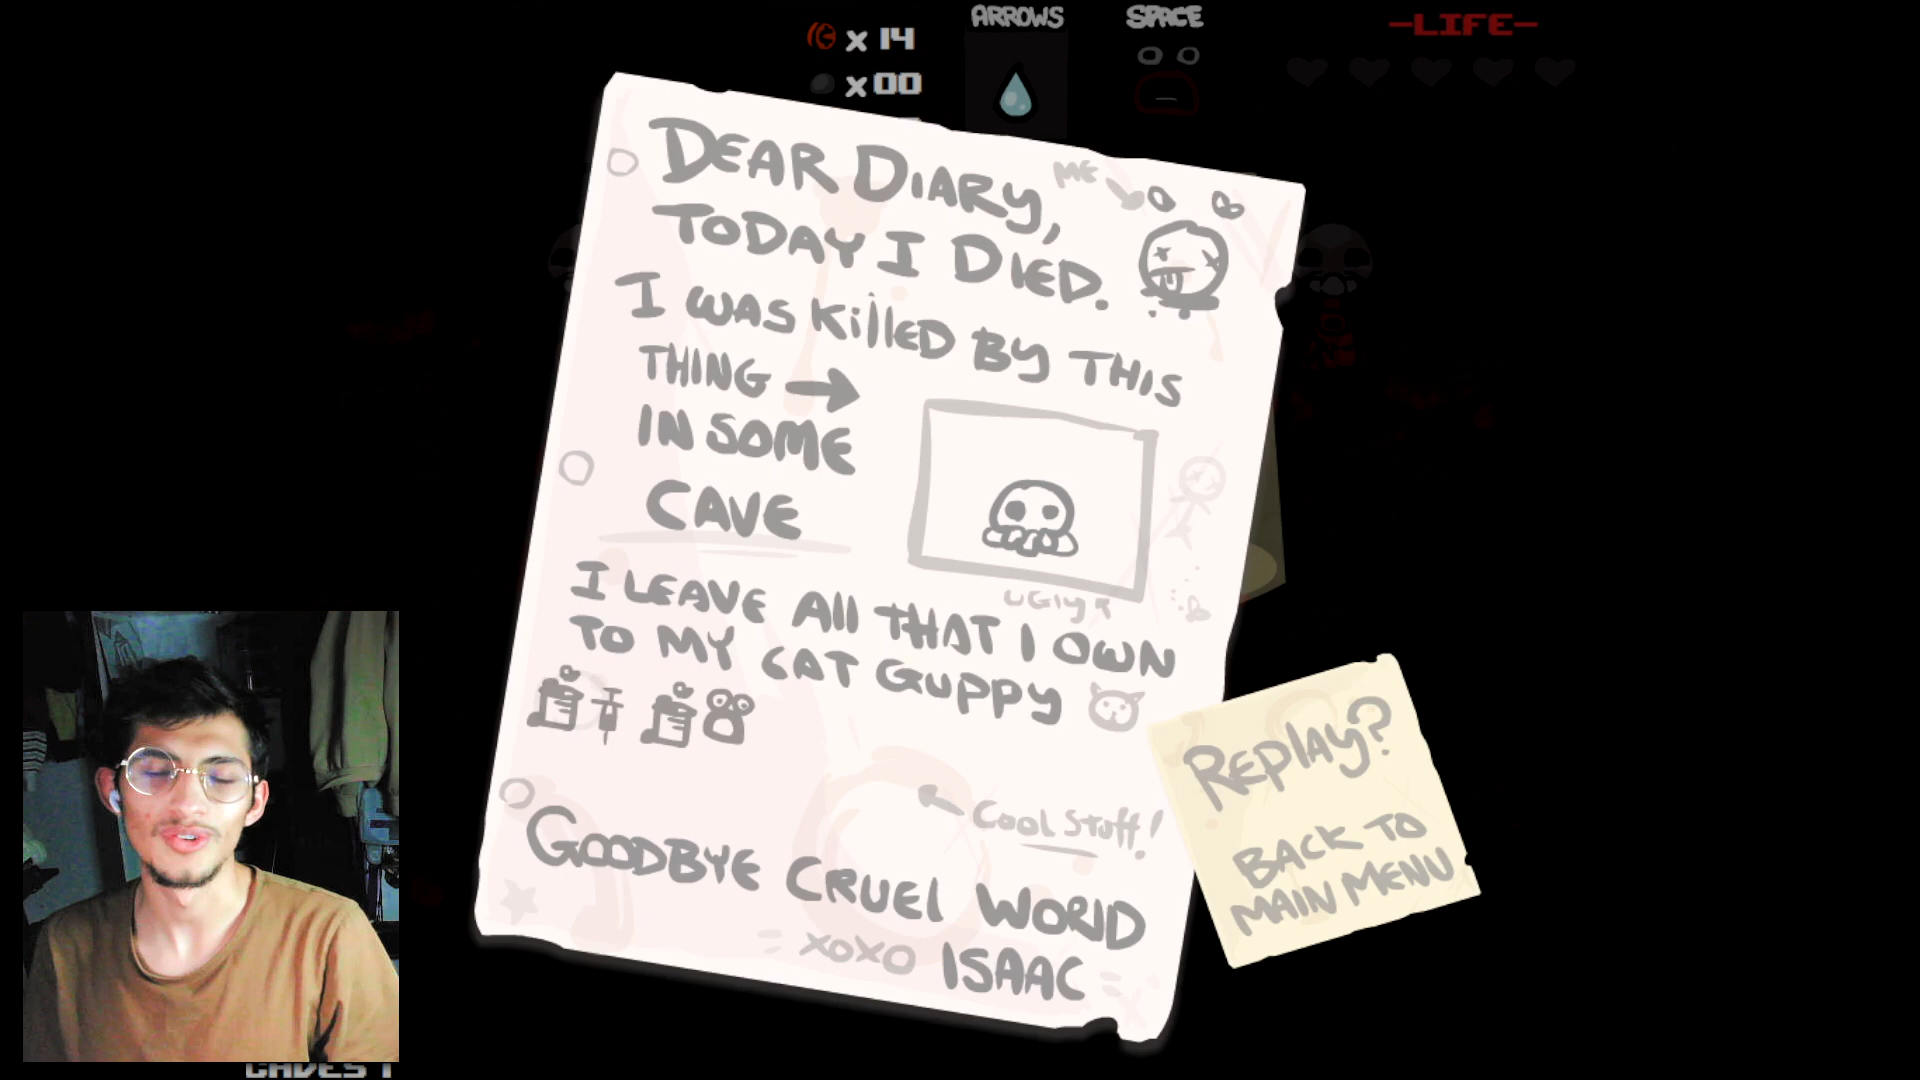 ARROWS
SPACE
-LIFE-
x 14
x00
DEAR DIARY,
ME
TODAY I DIED.
I WAS KillED BY THIS
THING →
IN SOME
CAVE
UGly
I LEAVE All THAT I OWN
TO MY CAT GUPPY
COOL STUFF!
GOODBYE CRUEl WORlD
XOXO ISAAC
REPlAY?
BACK TO
MAIN MENU
CAVES I